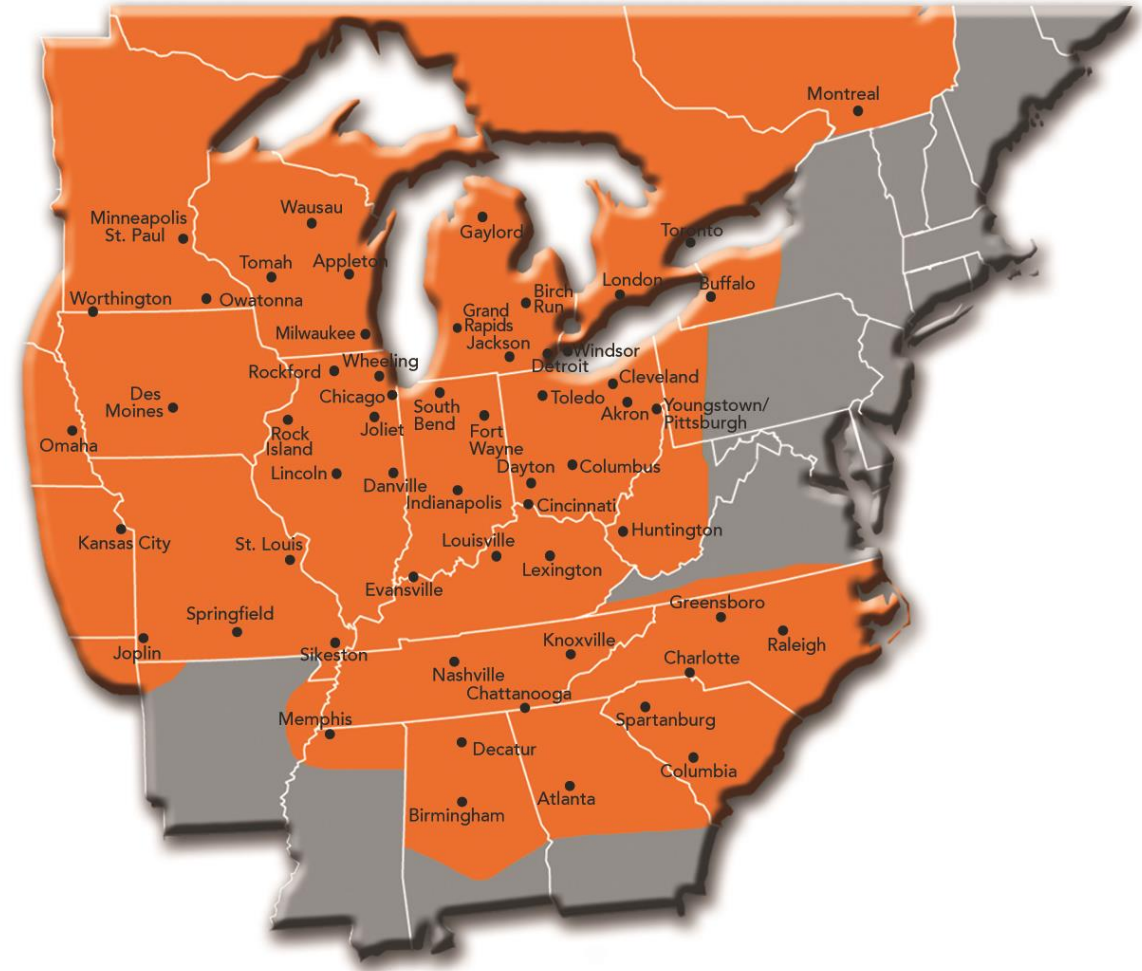 Montreal
Wausau
Minneapolis
St. Paul
Gaylord
Toronto
Tomah
Appleton
London
Buffalo
Worthington
Owatonna
Birch
Run
Grand
Rapids
Milwaukee
Jackson
Windsor
Detroit
Wheeling
Rockford
Cleveland
Chicago
Toledo
Des
Moines
South
Bend
Akron
Youngstown/
Pittsburgh
Omaha
Rock
Island
Joliet
Fort
Wayne
Lincoln
Danville
Dayton
Columbus
Indianapolis
Cincinnati
Kansas City
St. Louis
Louisville
Huntington
Lexington
Evansville
Springfield
Greensboro
Joplin
Sikeston
Knoxville
Raleigh
Nashville
Charlotte
Chattanooga
Memphis
Spartanburg
Decatur
Columbia
Birmingham
Atlanta